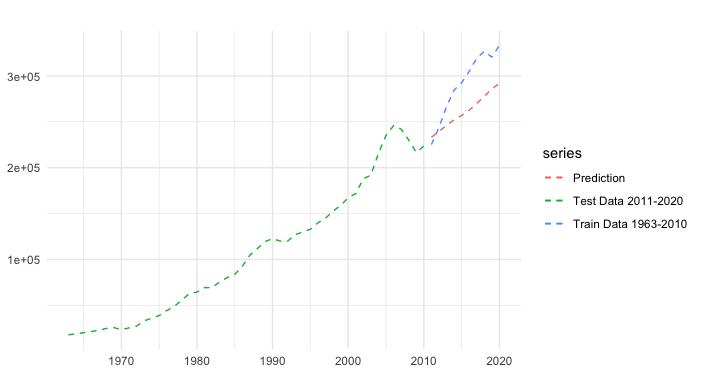 3e+05
2e+05
1e+05
1970 1980 1990 2000 2010 2020
series
Prediction
Test Data 2011-2020
Train Data 1963-2010